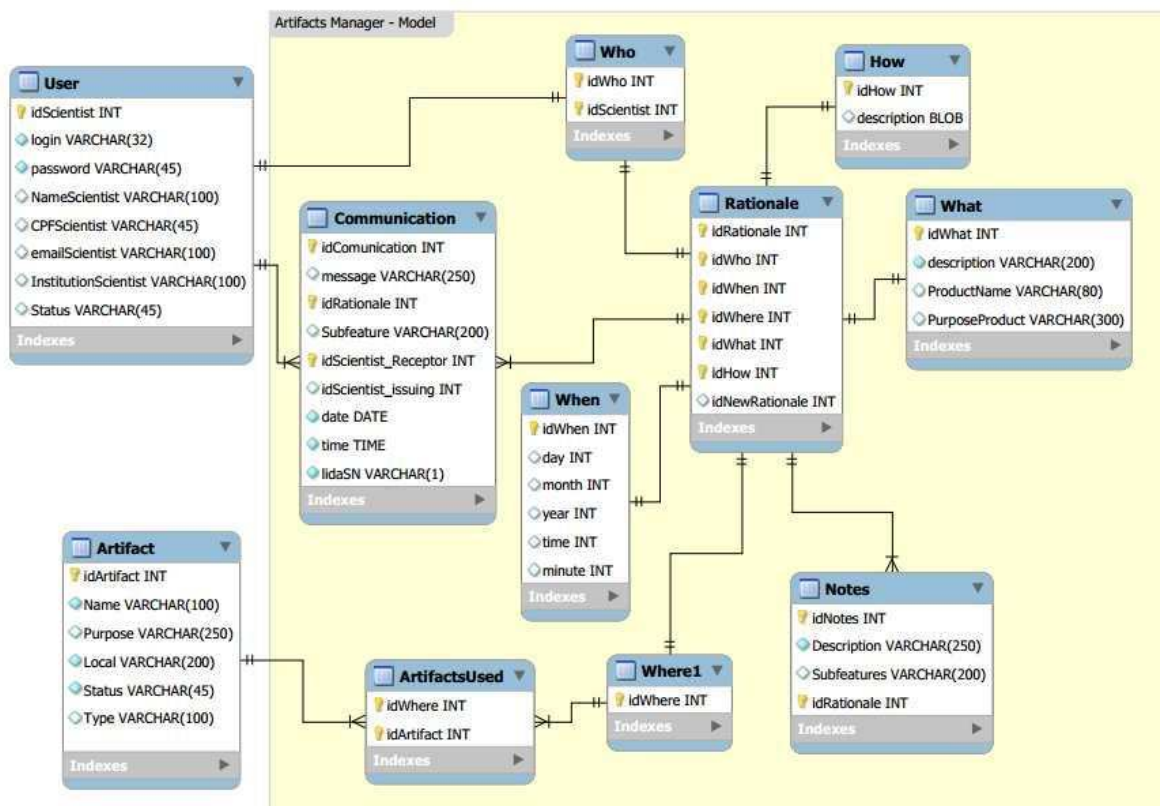 Artifacts Manager - Model
User
idScientist INT
login VARCHAR(32)
password VARCHAR(45)
NameScientist VARCHAR(100)
CPFScientist VARCHAR(45)
emailScientist VARCHAR(100)
InstitutionScientist VARCHAR(100)
Status VARCHAR(45)
Indexes
Who
idWho INT
idScientist INT
Indexes
How
idHow INT
description BLOB
Indexes
Communication
idComunication INT
message VARCHAR(250)
idRationale INT
Subfeature VARCHAR(200)
idScientist_Receptor INT
idScientist_issuing INT
date DATE
time TIME
lidaSN VARCHAR(1)
Indexes
Rationale
idRationale INT
idWho INT
idWhen INT
idWhere INT
idWhat INT
idHow INT
idNewRationale INT
Indexes
What
idWhat INT
description VARCHAR(200)
ProductName VARCHAR(80)
PurposeProduct VARCHAR(300)
Indexes
When
idWhen INT
day INT
month INT
year INT
time INT
minute INT
Indexes
Artifact
idArtifact INT
Name VARCHAR(100)
Purpose VARCHAR(250)
Local VARCHAR(200)
Status VARCHAR(45)
Type VARCHAR(100)
Indexes
ArtifactsUsed
idWhere INT
idArtifact INT
Indexes
Where1
idWhere INT
Indexes
Notes
idNotes INT
Description VARCHAR(250)
Subfeatures VARCHAR(200)
idRationale INT
Indexes